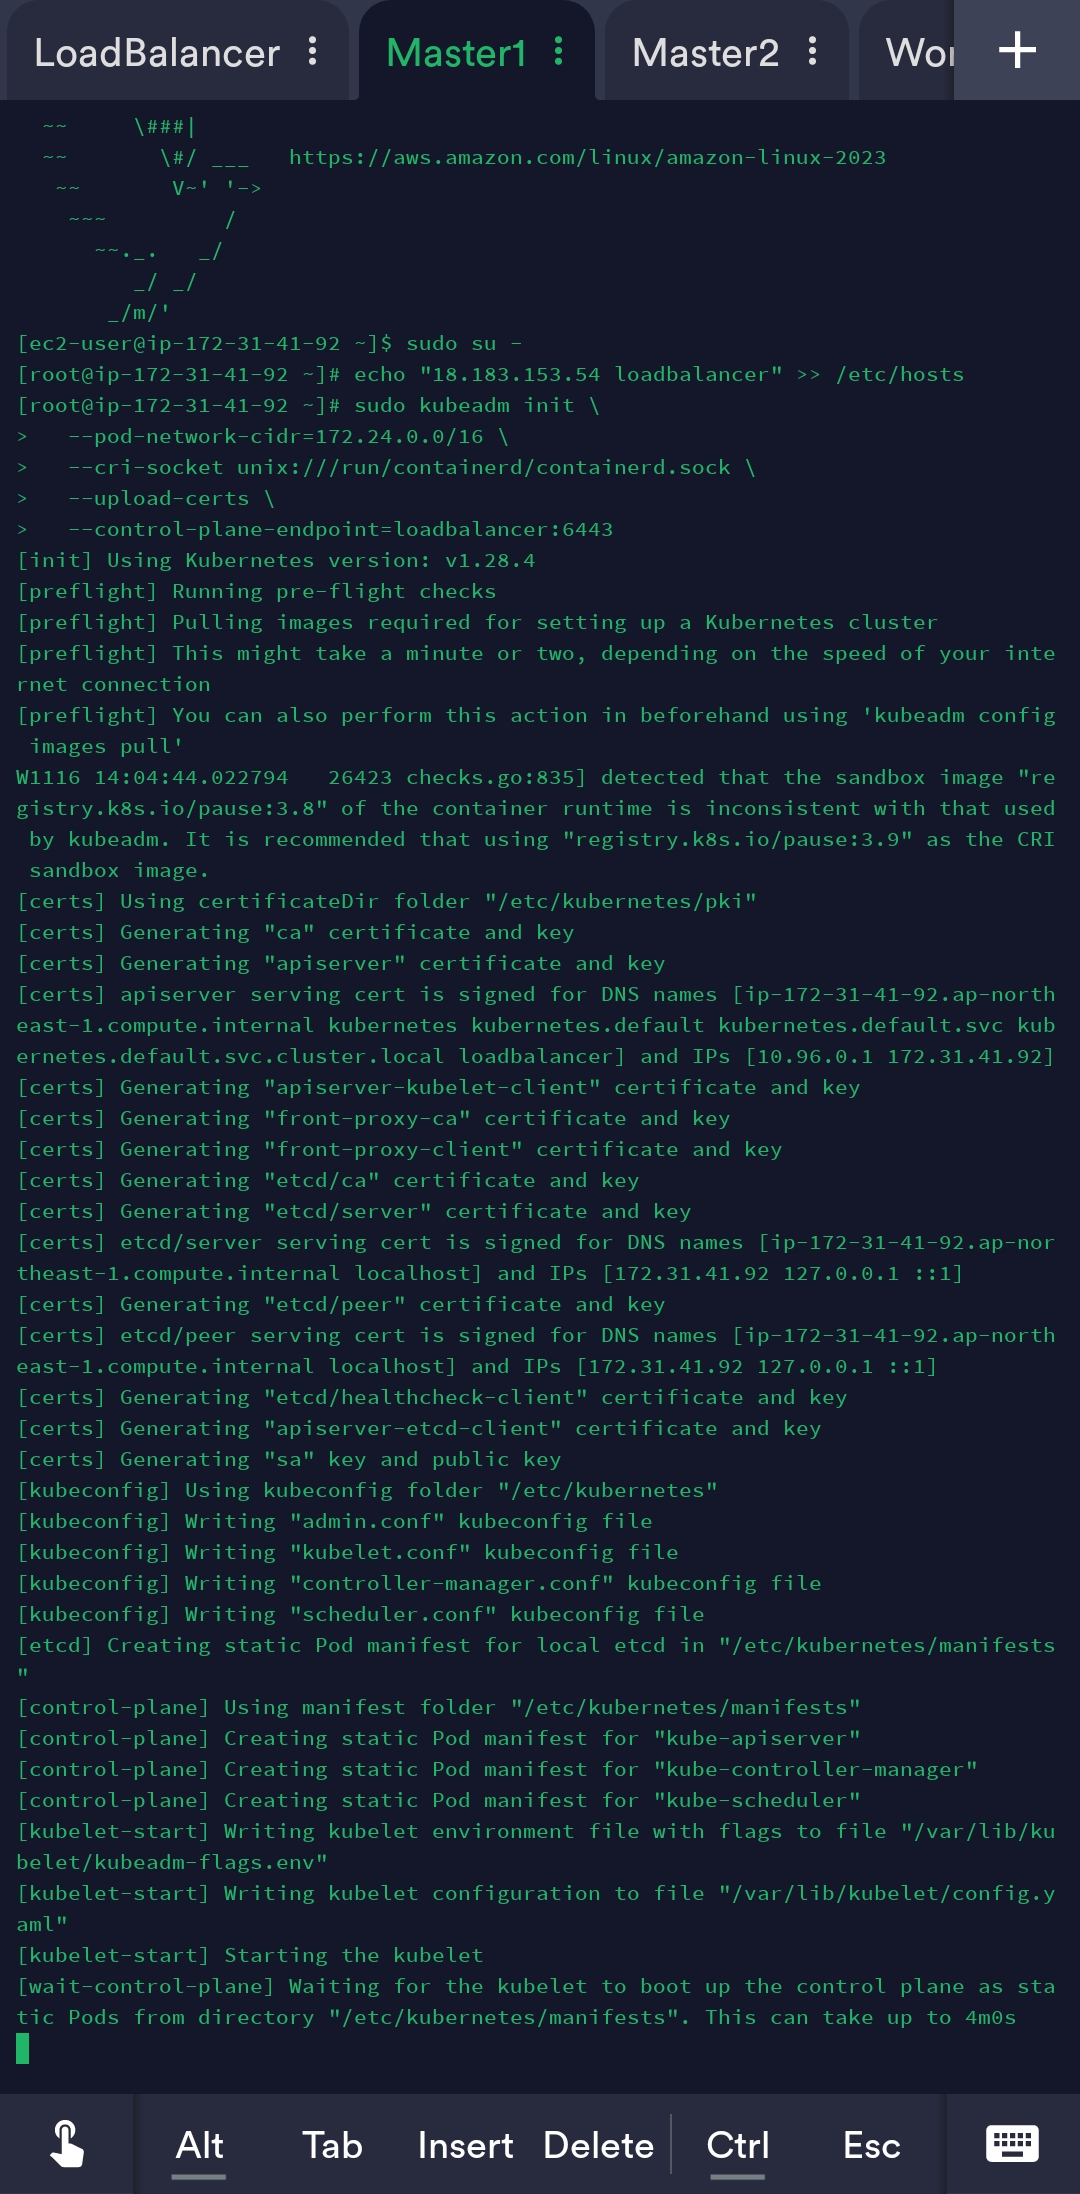 LoadBalancer Master1 Master2 Wor
~~ \###|
~~ \#/ ___ https://aws.amazon.com/linux/amazon-linux-2023
~~ V~' '->
~~~ /
~~._. _/
_/ _/
_/m/'
[ec2-user@ip-172-31-41-92 ~]$ sudo su -
[root@ip-172-31-41-92 ~]# echo "18.183.153.54 loadbalancer" >> /etc/hosts
[root@ip-172-31-41-92 ~]# sudo kubeadm init \
> --pod-network-cidr=172.24.0.0/16 \
> --cri-socket unix:///run/containerd/containerd.sock \
> --upload-certs \
> --control-plane-endpoint=loadbalancer:6443
[init] Using Kubernetes version: v1.28.4
[preflight] Running pre-flight checks
[preflight] Pulling images required for setting up a Kubernetes cluster
[preflight] This might take a minute or two, depending on the speed of your inte
rnet connection
[preflight] You can also perform this action in beforehand using 'kubeadm config
images pull'
W1116 14:04:44.022794 26423 checks.go:835] detected that the sandbox image "re
gistry.k8s.io/pause:3.8" of the container runtime is inconsistent with that used
by kubeadm. It is recommended that using "registry.k8s.io/pause:3.9" as the CRI
sandbox image.
[certs] Using certificateDir folder "/etc/kubernetes/pki"
[certs] Generating "ca" certificate and key
[certs] Generating "apiserver" certificate and key
[certs] apiserver serving cert is signed for DNS names [ip-172-31-41-92.ap-north
east-1.compute.internal kubernetes kubernetes.default kubernetes.default.svc kub
ernetes.default.svc.cluster.local loadbalancer] and IPs [10.96.0.1 172.31.41.92]
[certs] Generating "apiserver-kubelet-client" certificate and key
[certs] Generating "front-proxy-ca" certificate and key
[certs] Generating "front-proxy-client" certificate and key
[certs] Generating "etcd/ca" certificate and key
[certs] Generating "etcd/server" certificate and key
[certs] etcd/server serving cert is signed for DNS names [ip-172-31-41-92.ap-nor
theast-1.compute.internal localhost] and IPs [172.31.41.92 127.0.0.1 ::1]
[certs] Generating "etcd/peer" certificate and key
[certs] etcd/peer serving cert is signed for DNS names [ip-172-31-41-92.ap-north
east-1.compute.internal localhost] and IPs [172.31.41.92 127.0.0.1 ::1]
[certs] Generating "etcd/healthcheck-client" certificate and key
[certs] Generating "apiserver-etcd-client" certificate and key
[certs] Generating "sa" key and public key
[kubeconfig] Using kubeconfig folder "/etc/kubernetes"
[kubeconfig] Writing "admin.conf" kubeconfig file
[kubeconfig] Writing "kubelet.conf" kubeconfig file
[kubeconfig] Writing "controller-manager.conf" kubeconfig file
[kubeconfig] Writing "scheduler.conf" kubeconfig file
[etcd] Creating static Pod manifest for local etcd in "/etc/kubernetes/manifests
"
[control-plane] Using manifest folder "/etc/kubernetes/manifests"
[control-plane] Creating static Pod manifest for "kube-apiserver"
[control-plane] Creating static Pod manifest for "kube-controller-manager"
[control-plane] Creating static Pod manifest for "kube-scheduler"
[kubelet-start] Writing kubelet environment file with flags to file "/var/lib/ku
belet/kubeadm-flags.env"
[kubelet-start] Writing kubelet configuration to file "/var/lib/kubelet/config.y
aml"
[kubelet-start] Starting the kubelet
[wait-control-plane] Waiting for the kubelet to boot up the control plane as sta
tic Pods from directory "/etc/kubernetes/manifests". This can take up to 4m0s
Alt Tab Insert Delete Ctrl Esc